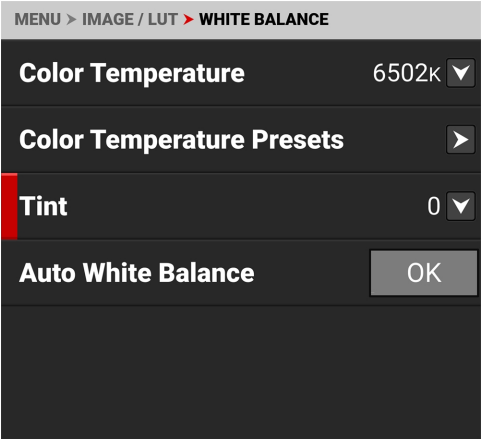 MENU > IMAGE / LUT > WHITE BALANCE
Color Temperature 6502K
Color Temperature Presets
Tint 0
Auto White Balance OK